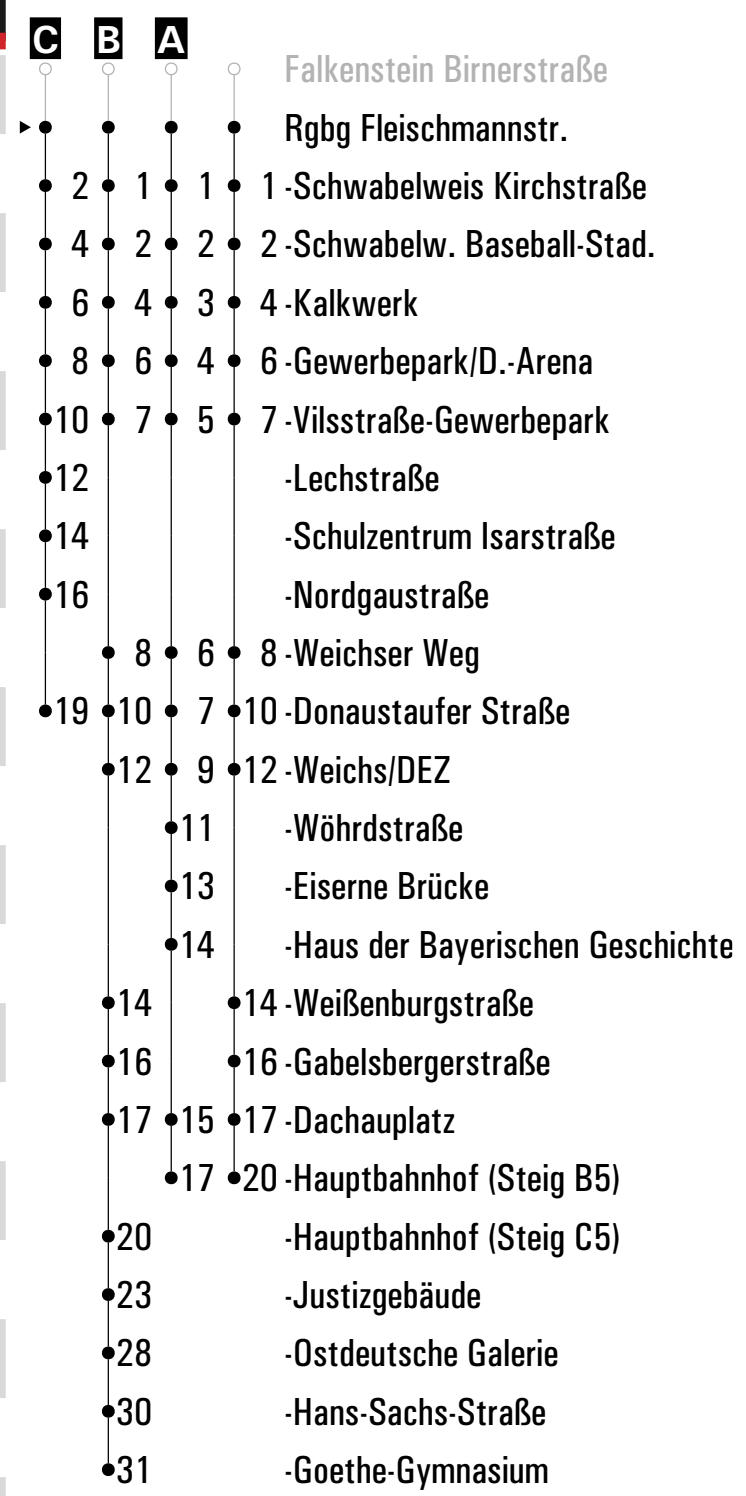 C B A
Falkenstein Birnerstraße
Rgbg Fleischmannstr.
2 1 1 1 -Schwabelweis Kirchstraße
4 2 2 2 -Schwabelw. Baseball-Stad.
6 4 3 4 -Kalkwerk
8 6 4 6 -Gewerbepark/D.-Arena
10 7 5 7 -Vilsstraße-Gewerbepark
12 -Lechstraße
14 -Schulzentrum Isarstraße
16 -Nordgaustraße
8 6 8 -Weichser Weg
19 10 7 10 -Donaustaufer Straße
12 9 12 -Weichs/DEZ
11 -Wöhrdstraße
13 -Eiserne Brücke
14 -Haus der Bayerischen Geschichte
14 14 -Weißenburgstraße
16 16 -Gabelsbergerstraße
17 15 17 -Dachauplatz
17 20 -Hauptbahnhof (Steig B5)
20 -Hauptbahnhof (Steig C5)
23 -Justizgebäude
28 -Ostdeutsche Galerie
30 -Hans-Sachs-Straße
31 -Goethe-Gymnasium